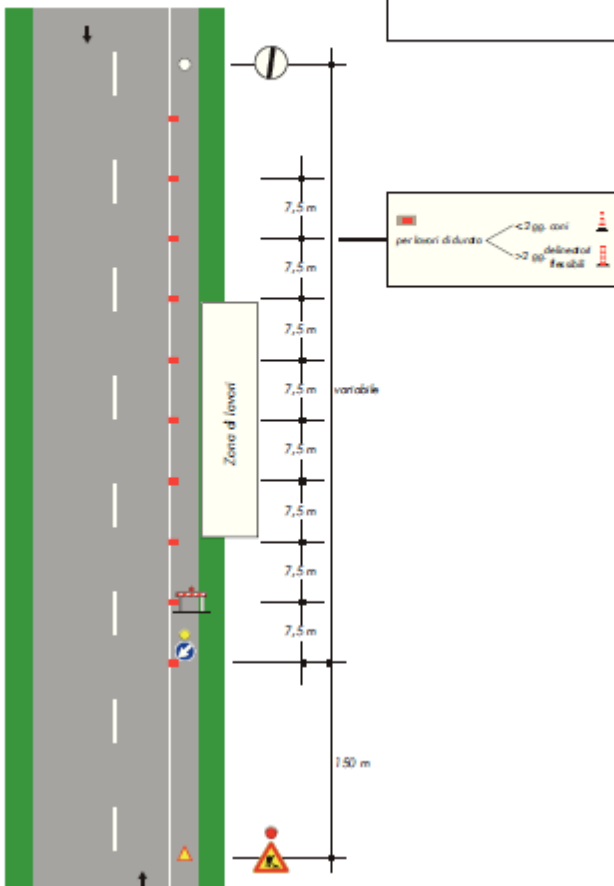 7,5 m
per lavori di durata
< 2 gg. coni
> 2 gg. delineatori
flessibili
7,5 m
7,5 m
7,5 m
variabile
Zona di lavori
7,5 m
7,5 m
7,5 m
7,5 m
150 m